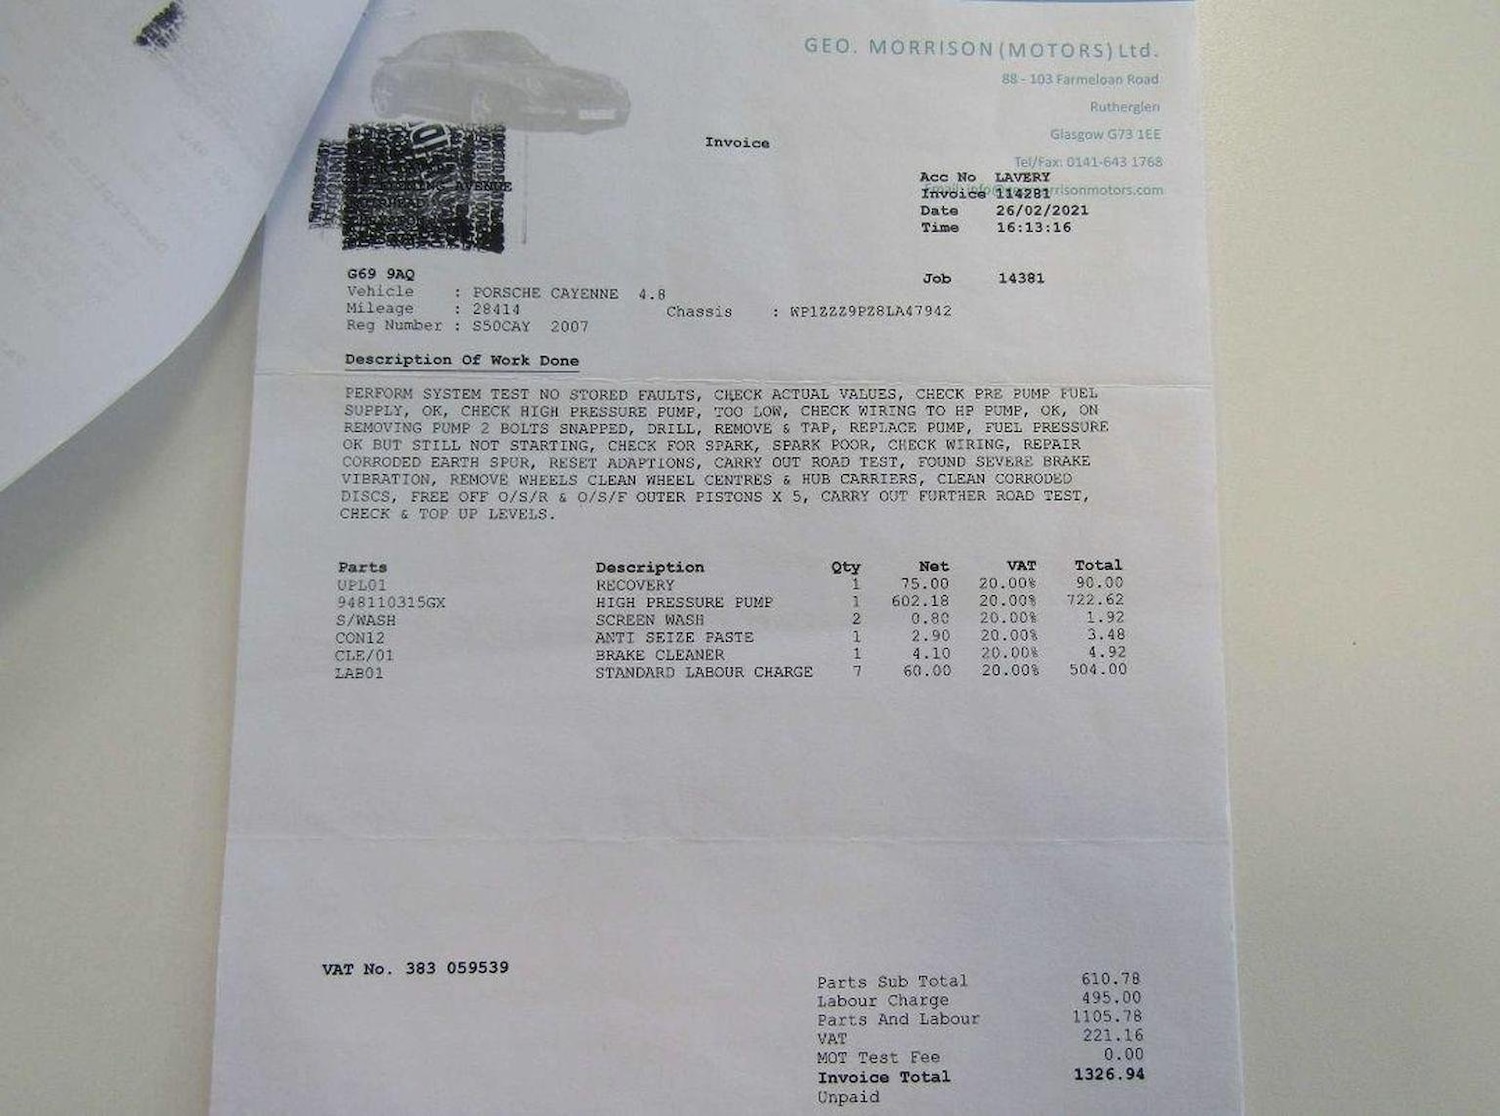 GEO. MORRISON (MOTORS) Ltd.
88 - 103 Farmeloan Road
Rutherglen
Glasgow G73 1EE
Tel/Fax: 0141-643 1768
Invoice
AVENUE
Acc No LAVERY
Invoice 114281
Date 26/02/2021
Time 16:13:16
G69 9AQ
Job 14381
Vehicle : PORSCHE CAYENNE 4.8
Mileage : 28414 Chassis : WP1ZZZ9PZ8LA47942
Reg Number : S50CAY 2007
Description Of Work Done
PERFORM SYSTEM TEST NO STORED FAULTS, CHECK ACTUAL VALUES, CHECK PRE PUMP FUEL
SUPPLY, OK, CHECK HIGH PRESSURE PUMP, TOO LOW, CHECK WIRING TO HP PUMP, OK, ON
REMOVING PUMP 2 BOLTS SNAPPED, DRILL, REMOVE & TAP, REPLACE PUMP, FUEL PRESSURE
OK BUT STILL NOT STARTING, CHECK FOR SPARK, SPARK POOR, CHECK WIRING, REPAIR
CORRODED EARTH SPUR, RESET ADAPTIONS, CARRY OUT ROAD TEST, FOUND SEVERE BRAKE
VIBRATION, REMOVE WHEELS CLEAN WHEEL CENTRES & HUB CARRIERS, CLEAN CORRODED
DISCS, FREE OFF O/S/R & O/S/F OUTER PISTONS X 5, CARRY OUT FURTHER ROAD TEST,
CHECK & TOP UP LEVELS.
Parts Description Qty Net VAT Total
UPL01 RECOVERY 1 75.00 20.00% 90.00
948110315GX HIGH PRESSURE PUMP 1 602.18 20.00% 722.62
S/WASH SCREEN WASH 2 0.80 20.00% 1.92
CON12 ANTI SEIZE PASTE 1 2.90 20.00% 3.48
CLE/01 BRAKE CLEANER 1 4.10 20.00% 4.92
LAB01 STANDARD LABOUR CHARGE 7 60.00 20.00% 504.00
VAT No. 383 059539
Parts Sub Total 610.78
Labour Charge 495.00
Parts And Labour 1105.78
VAT 221.16
MOT Test Fee 0.00
Invoice Total 1326.94
Unpaid